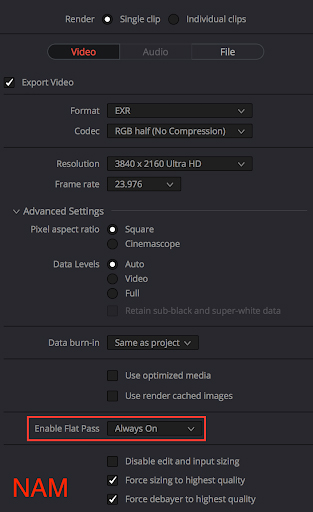 Render Single clip Individual clips
Video Audio File
Export Video
Format EXR
Codec RGB half (No Compression)
Resolution 3840 x 2160 Ultra HD
Frame rate 23.976
Advanced Settings
Pixel aspect ratio Square
Cinemascope
Data Levels Auto
Video
Full
Retain sub-black and super-white data
Data burn-in Same as project
Use optimized media
Use render cached images
Enable Flat Pass Always On
Disable edit and input sizing
Force sizing to highest quality
Force debayer to highest quality
NAM